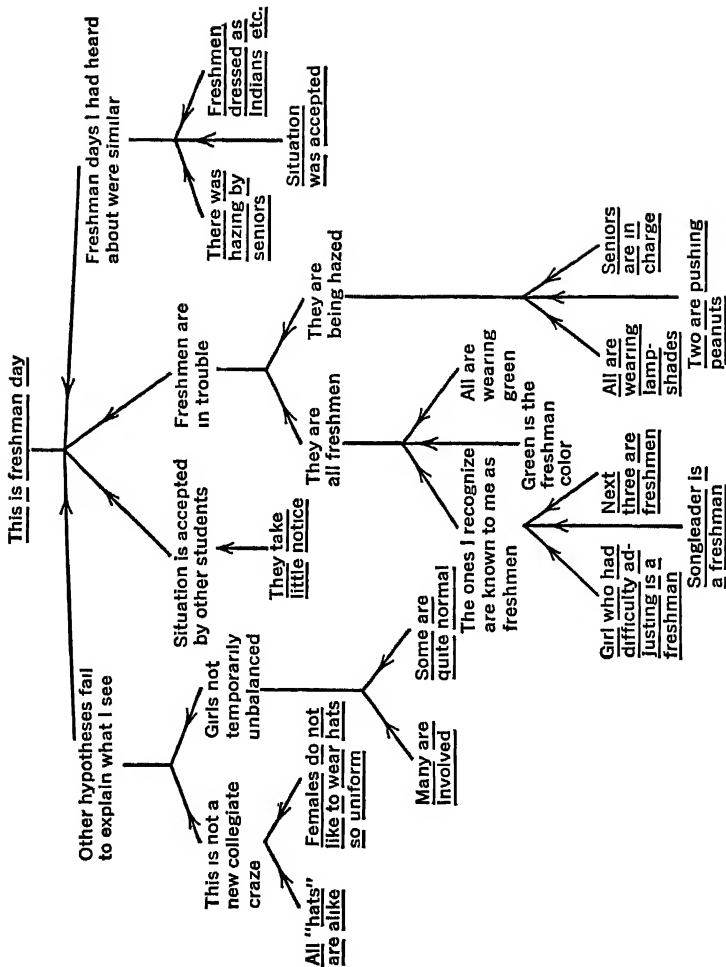 This is freshman day
Other hypotheses fail
to explain what I see
Situation is accepted
by other students
Freshmen are
in trouble
Freshman days I had heard
about were similar
This is not a
new collegiate
craze
Girls not
temporarily
unbalanced
They take
little notice
They are
all freshmen
They are
being hazed
There was
hazing by
seniors
Situation
was accepted
Freshmen
dressed as
Indians etc.
All "hats"
are alike
Females do not
like to wear hats
so uniform
Many are
involved
Some are
quite normal
The ones I recognize
are known to me as
freshmen
Green is the
freshman
color
All are
wearing
green
All are
wearing
lamp-
shades
Two are pushing
peanuts
Seniors
are in
charge
Girl who had
difficulty ad-
justing is a
freshman
Songleader is
a freshman
Next
three are
freshmen